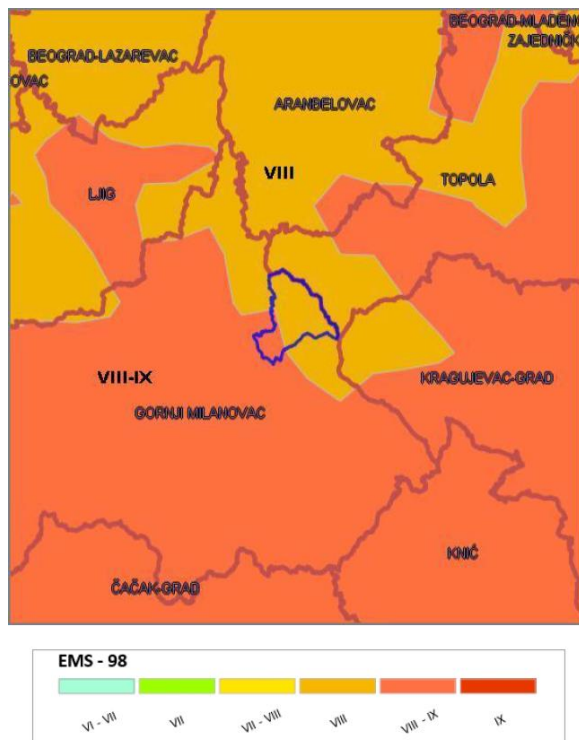 BEOGRAD-MLADENO
ZAJEDNIČK
BEOGRAD-LAZAREVAC
OVAC
ARANĐELOVAC
VIII
TOPOLA
LJIG
VIII-IX
KRAGUJEVAC-GRAD
GORNJI MILANOVAC
KNIĆ
ČAČAK-GRAD
EMS - 98
VI - VII
VII
VII - VIII
VIII
VIII - IX
IX